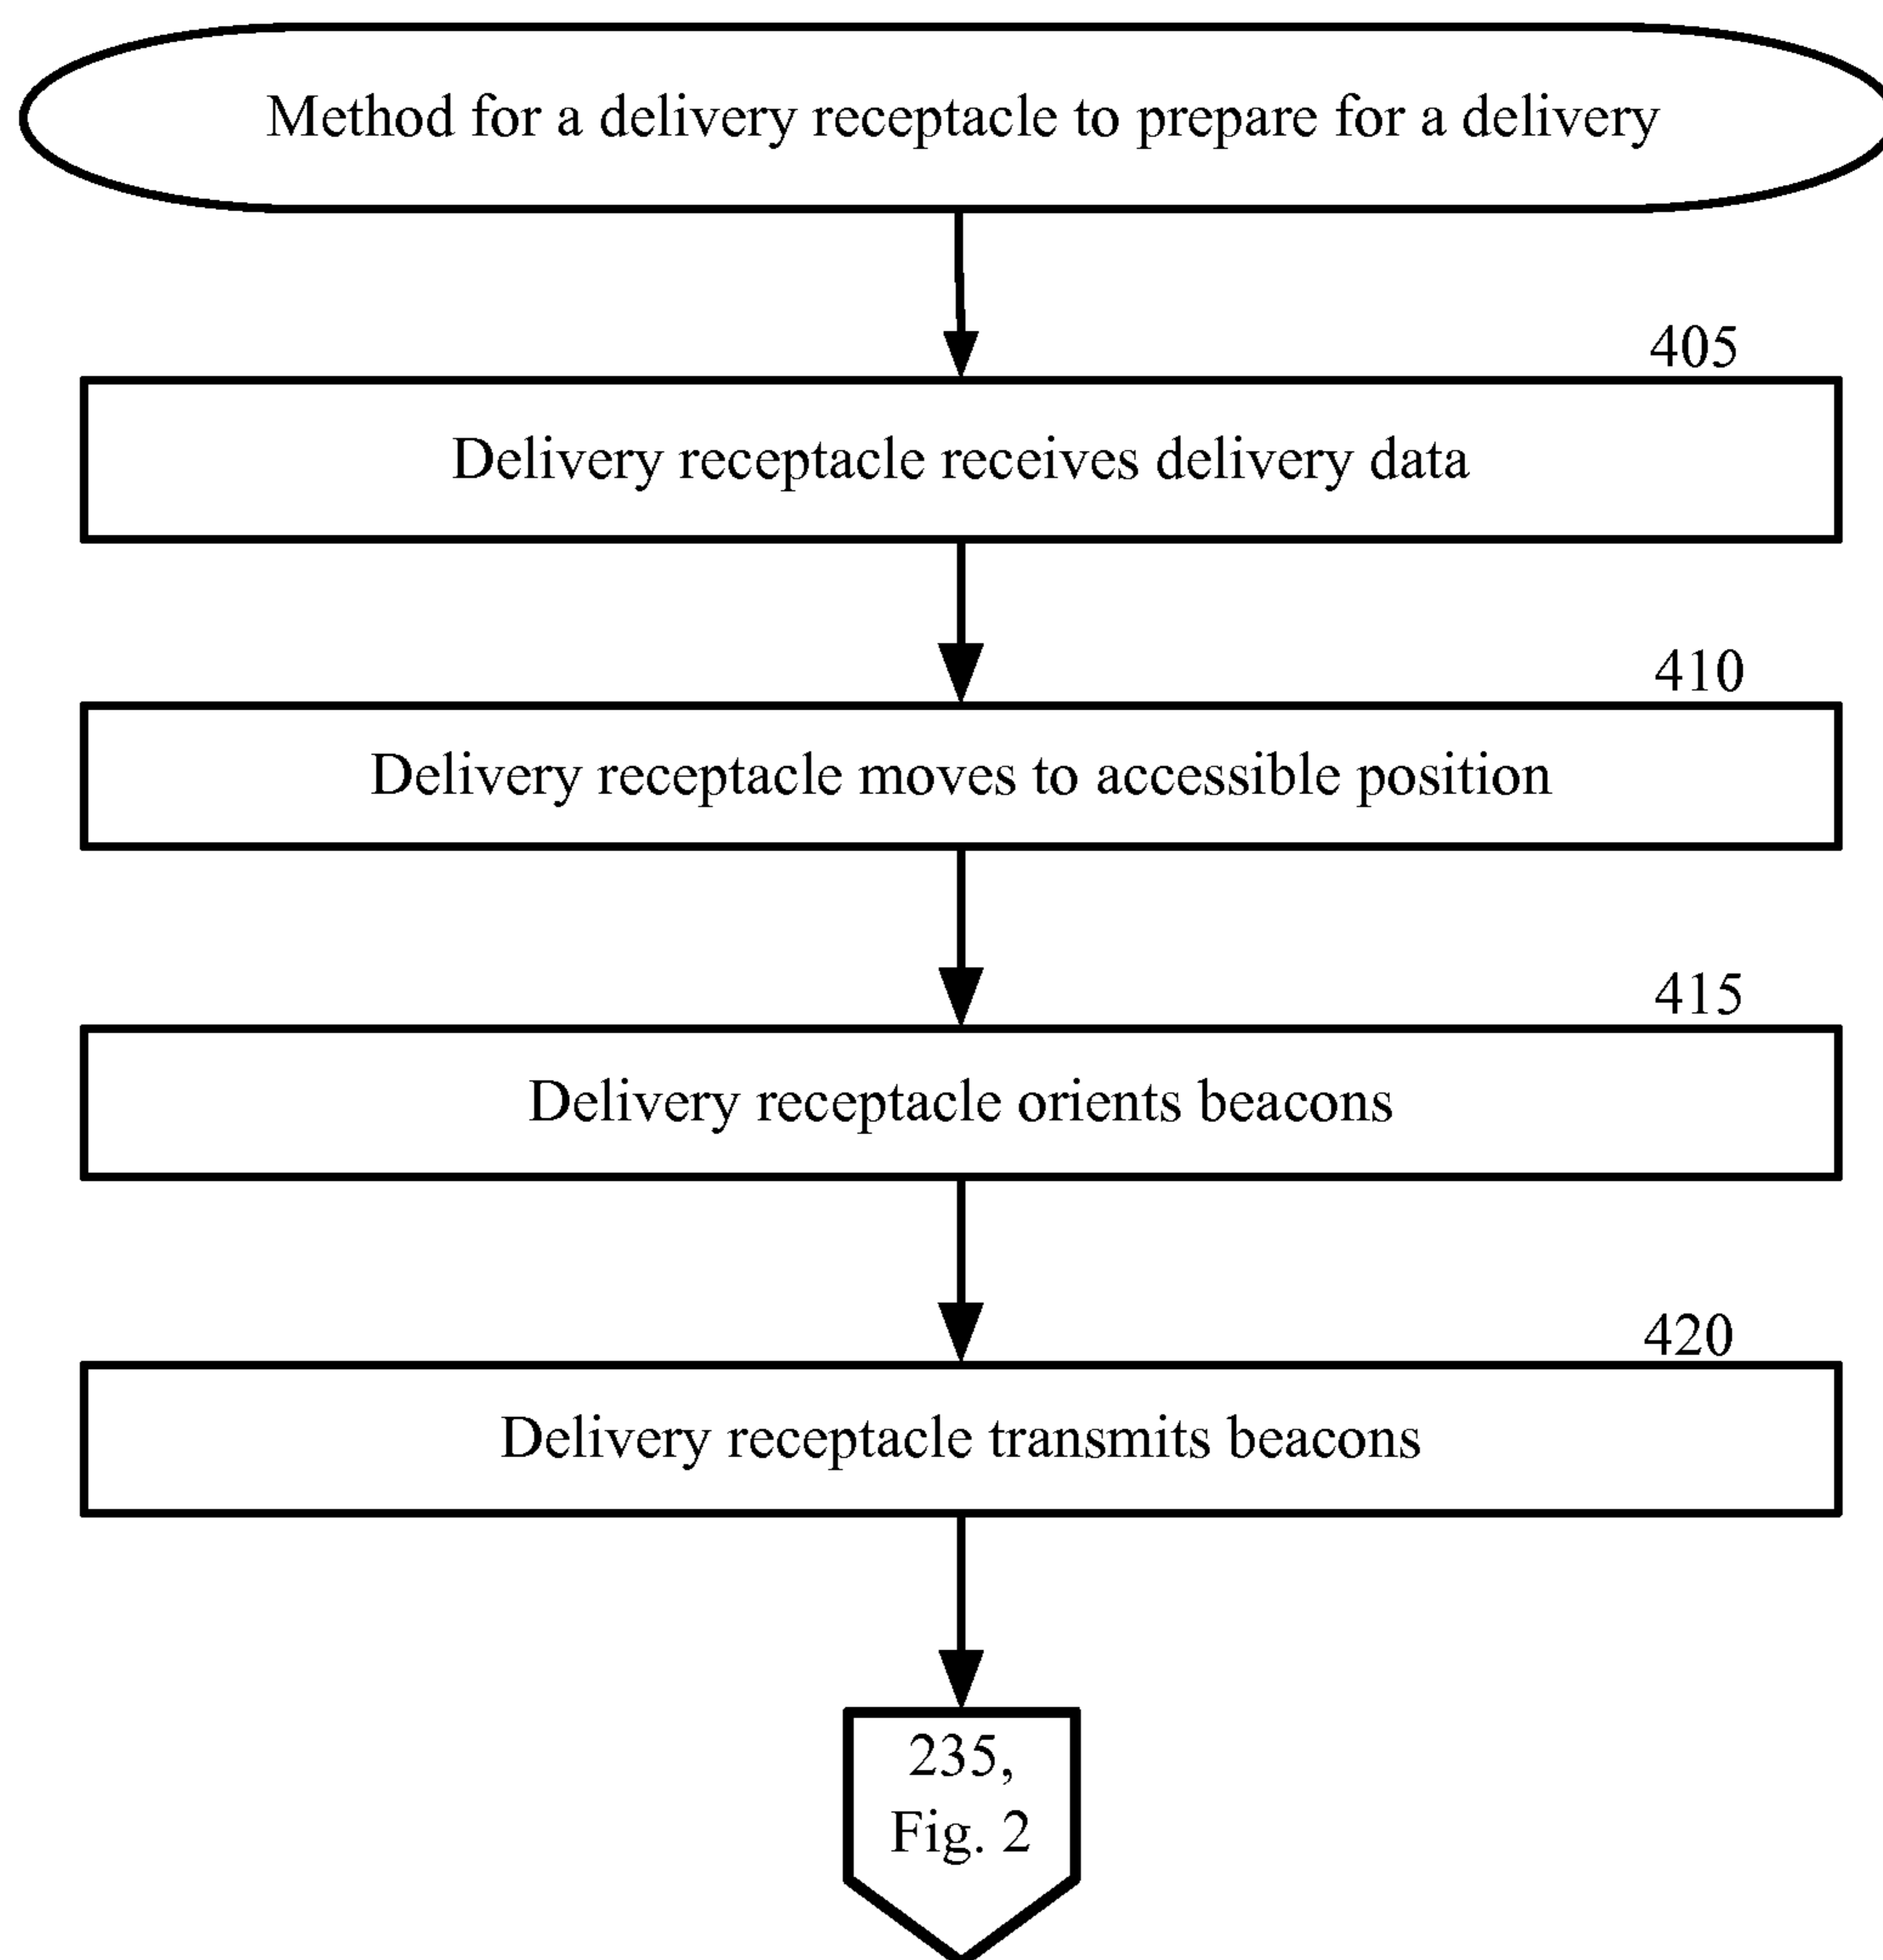 Method for a delivery receptacle to prepare for a delivery
405
Delivery receptacle receives delivery data
410
Delivery receptacle moves to accessible position
415
Delivery receptacle orients beacons
420
Delivery receptacle transmits beacons
235,
Fig. 2